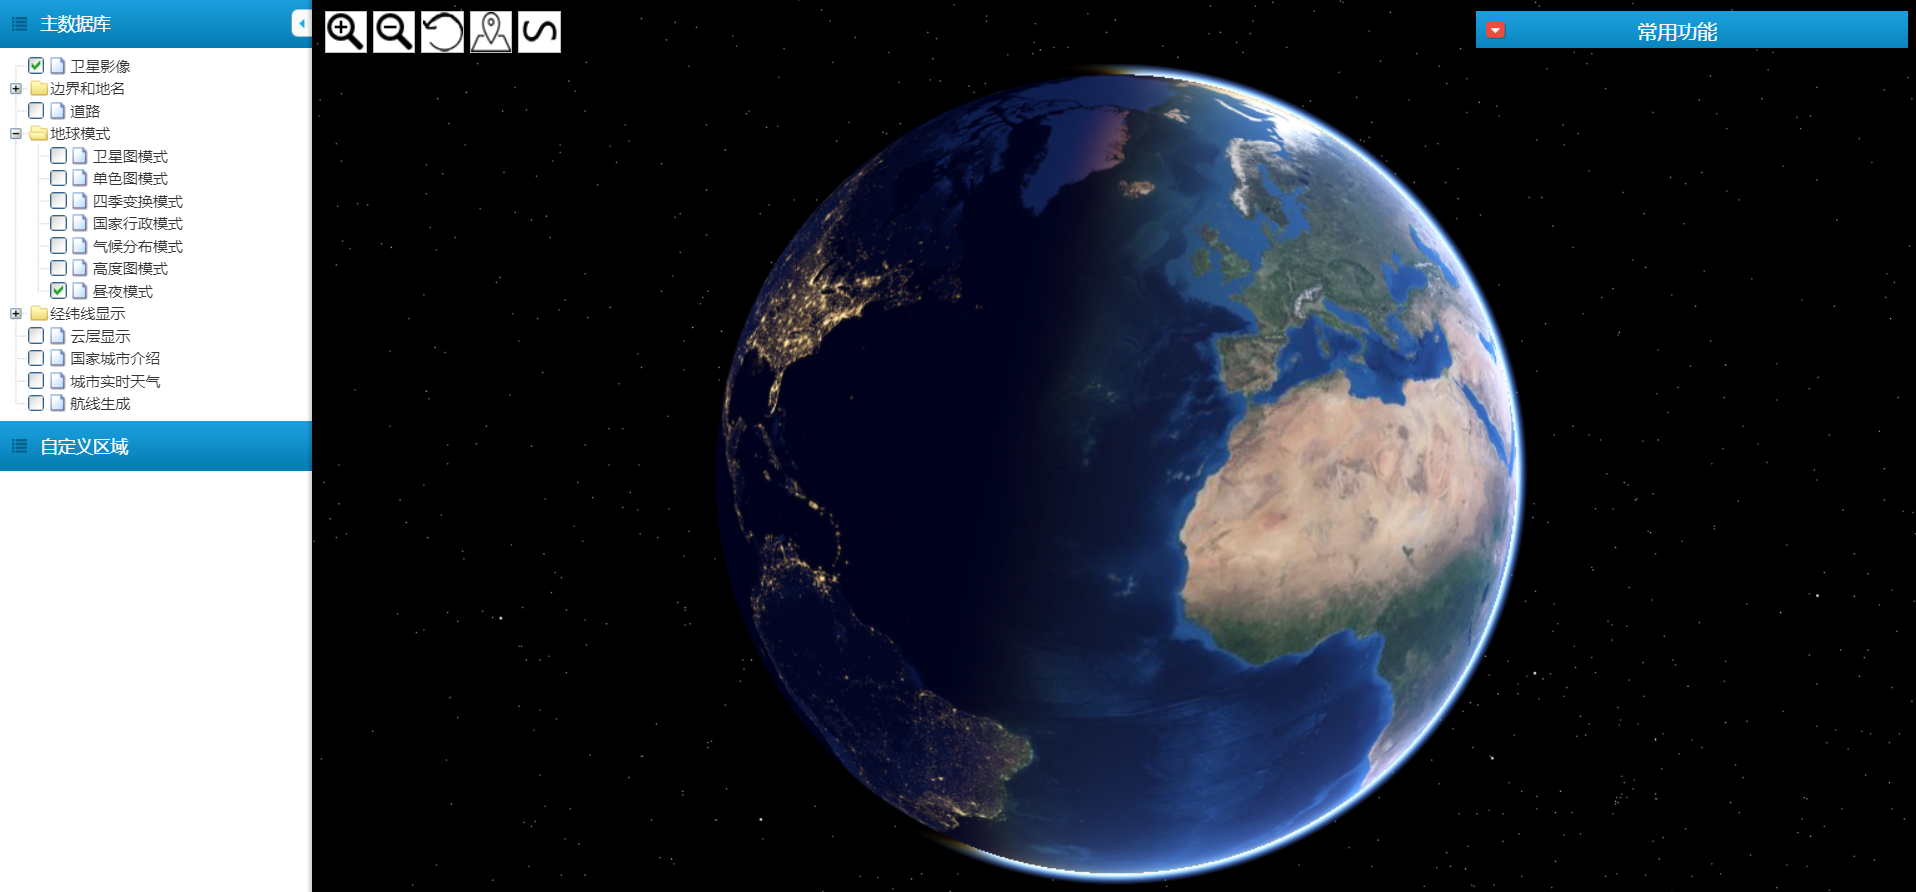 主数据库
卫星影像
边界和地名
道路
地球模式
卫星图模式
单色图模式
四季变换模式
国家行政模式
气候分布模式
高度图模式
昼夜模式
经纬线显示
云层显示
国家城市介绍
城市实时天气
航线生成
自定义区域
常用功能